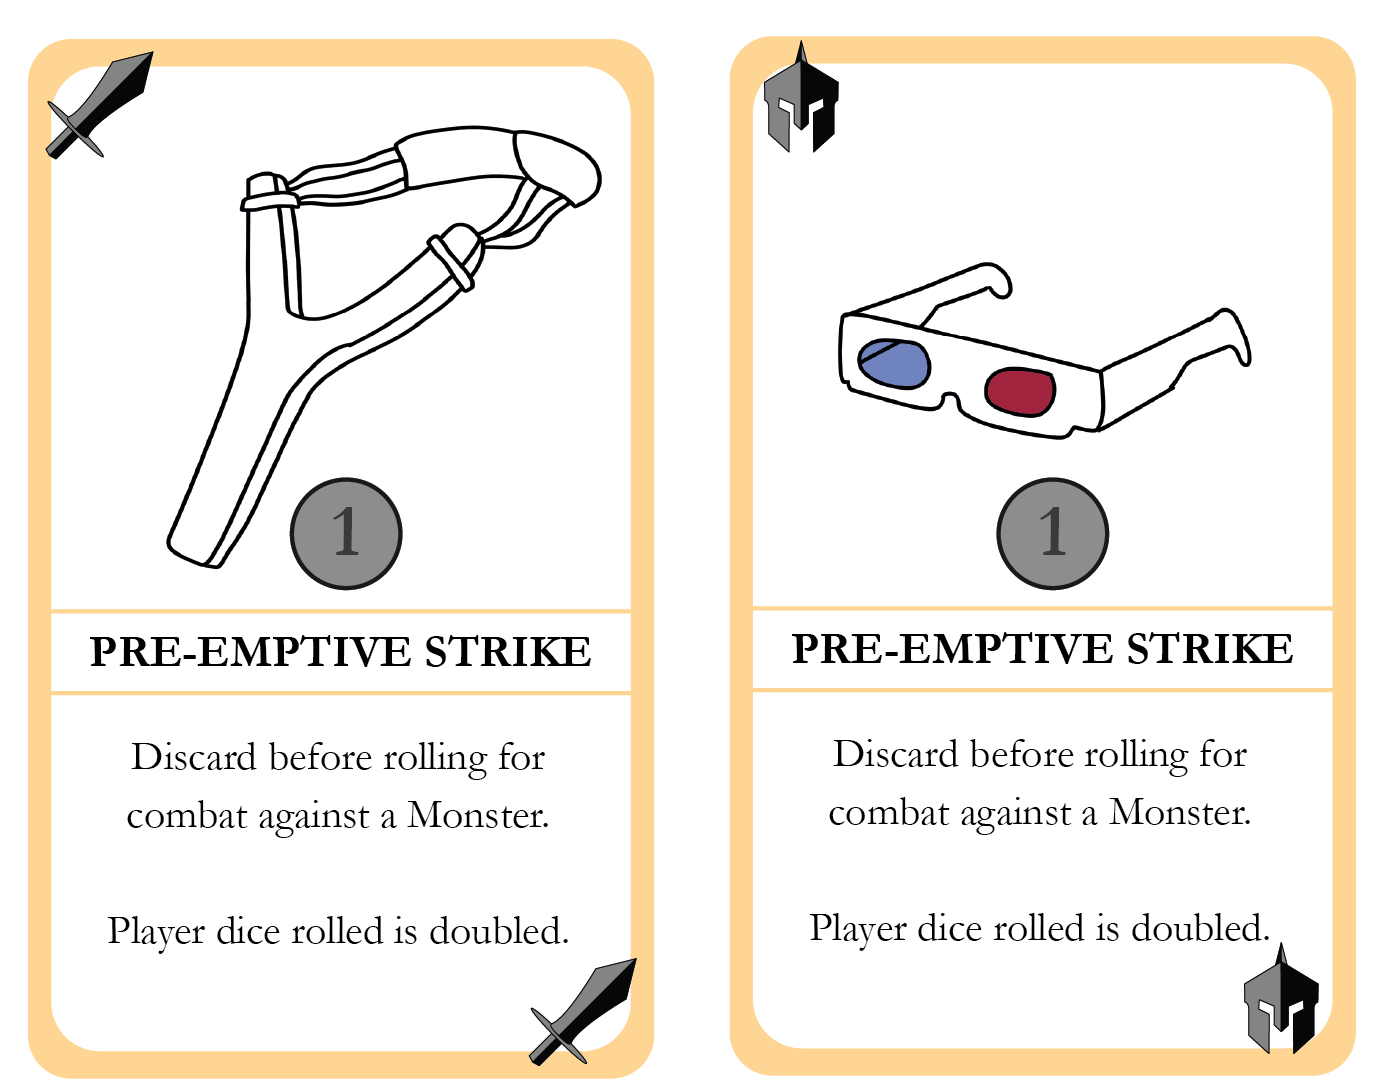 1
PRE-EMPTIVE STRIKE
Discard before rolling for
combat against a Monster.
Player dice rolled is doubled.
1
PRE-EMPTIVE STRIKE
Discard before rolling for
combat against a Monster.
Player dice rolled is doubled.